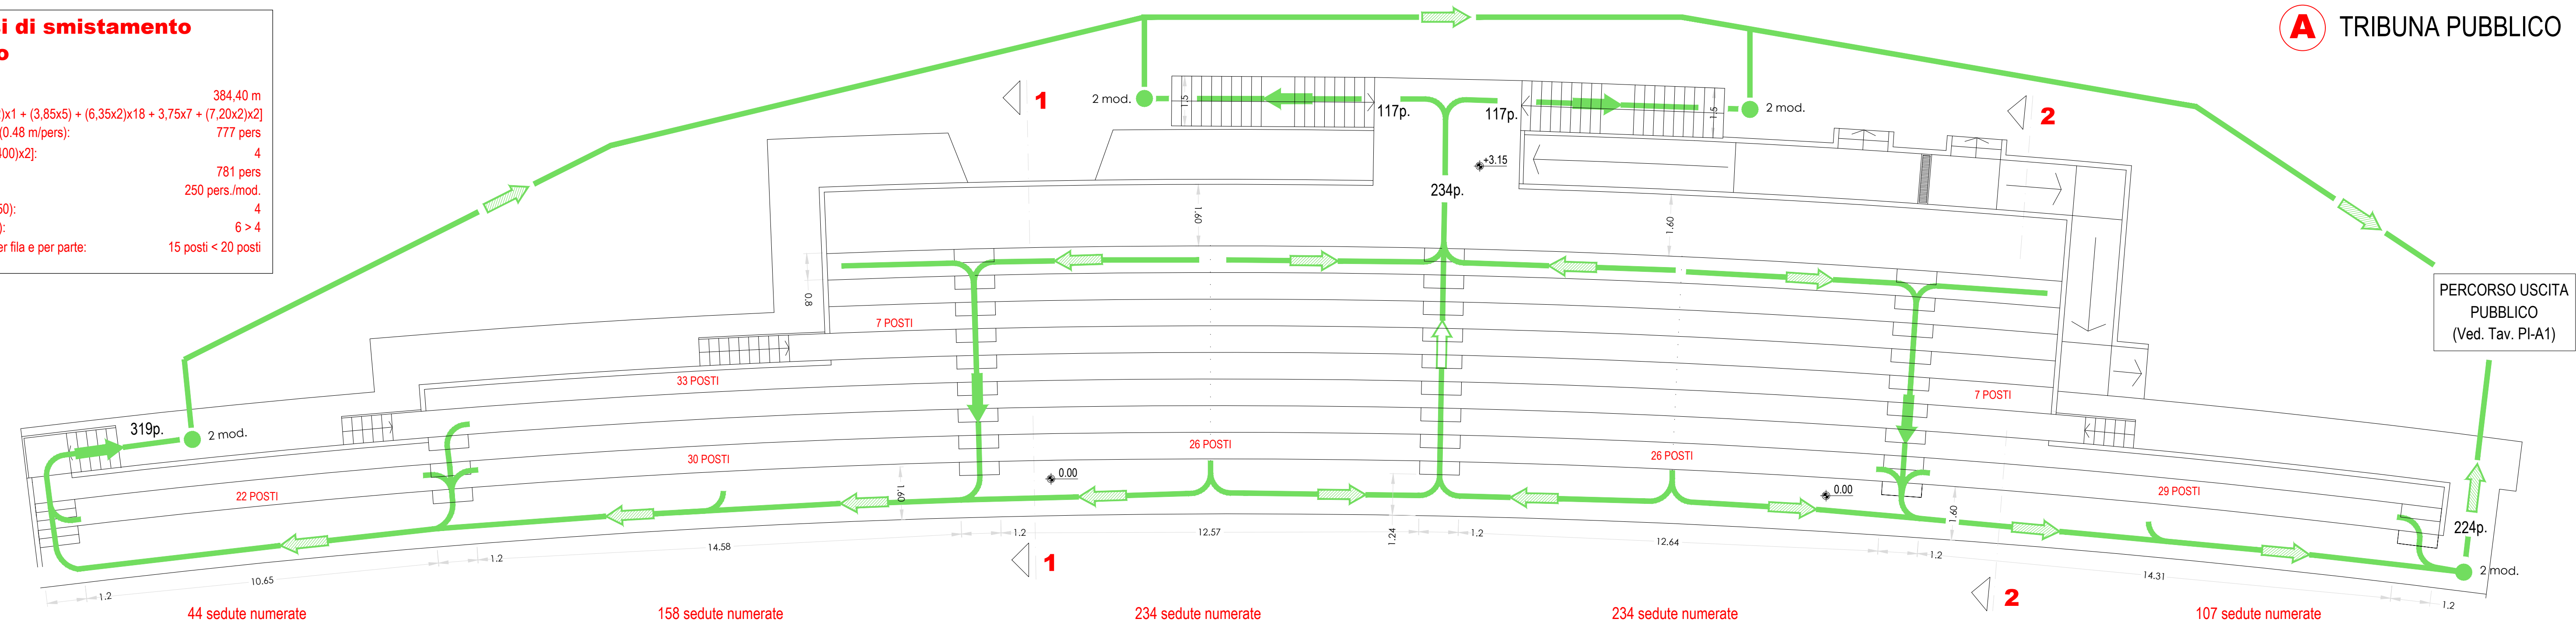 si di smistamento
o
384,40 m
)x1 + (3,85x5) + (6,35x2)x18 + 3,75x7 + (7,20x2)x2]
(0.48 m/pers): 777 pers
400)x2]: 4
781 pers
250 pers./mod.
50): 4
): 6 > 4
er fila e per parte: 15 posti < 20 posti
A TRIBUNA PUBBLICO
1
2 mod.
1.5
117p.
117p.
1.5
2 mod.
2
+3.15
234p.
1.60
1.60
0.8
PERCORSO USCITA
PUBBLICO
(Ved. Tav. PI-A1)
7 POSTI
33 POSTI
7 POSTI
319p.
2 mod.
30 POSTI
26 POSTI
26 POSTI
22 POSTI
29 POSTI
0.00
0.00
1.60
1.60
224p.
2 mod.
1.2
10.65
1.2
14.58
1.2
12.57
1.24
1.2
12.64
1.2
14.31
1.2
1
2
44 sedute numerate
158 sedute numerate
234 sedute numerate
234 sedute numerate
107 sedute numerate